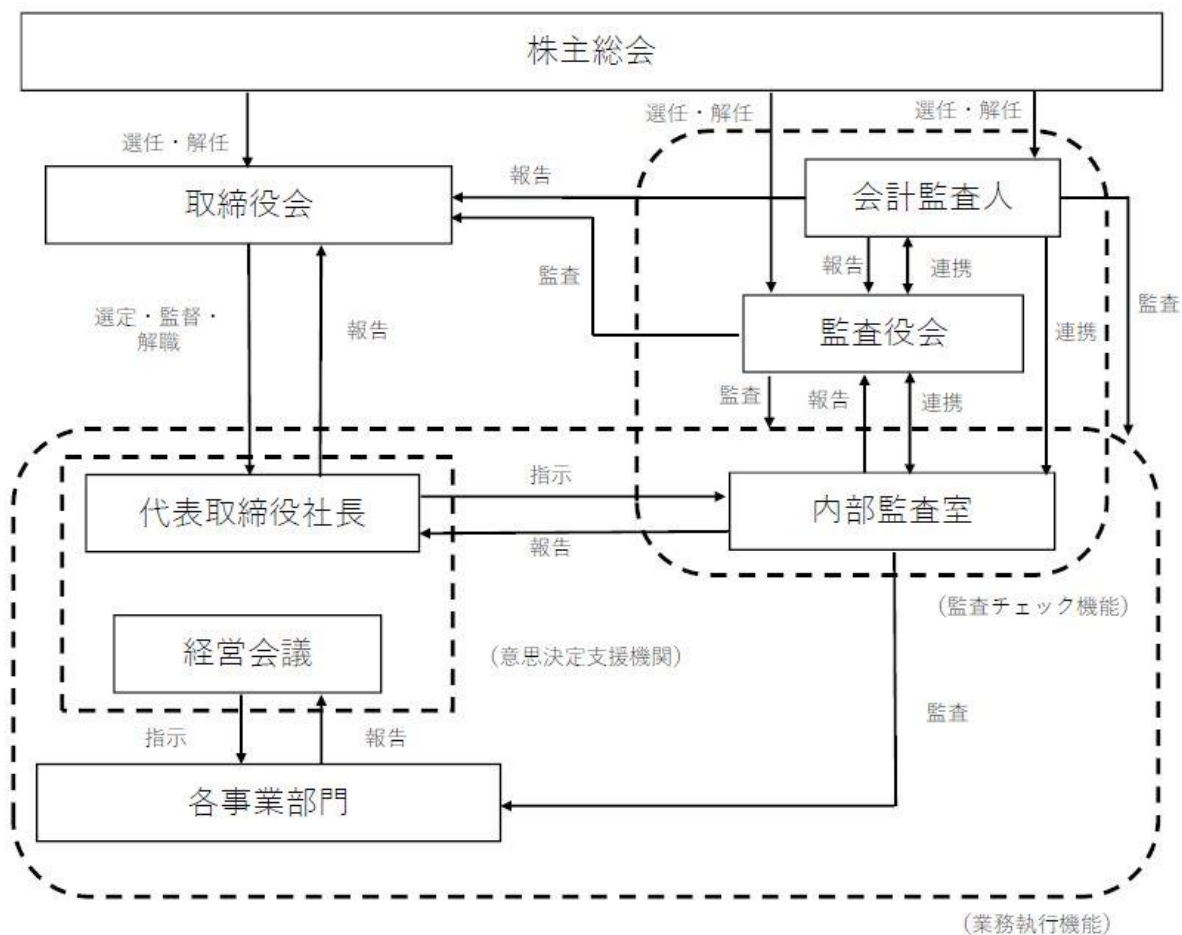 株主総会
選任・解任
選任・解任
選任・解任
取締役会
報告
会計監査人
監査
報告
連携
連携
監査
監査役会
選定・監督・
解職
報告
監査
報告
連携
代表取締役社長
指示
報告
内部監査室
(監査チェック機能)
経営会議
(意思決定支援機関)
指示
報告
監査
各事業部門
(業務執行機能)